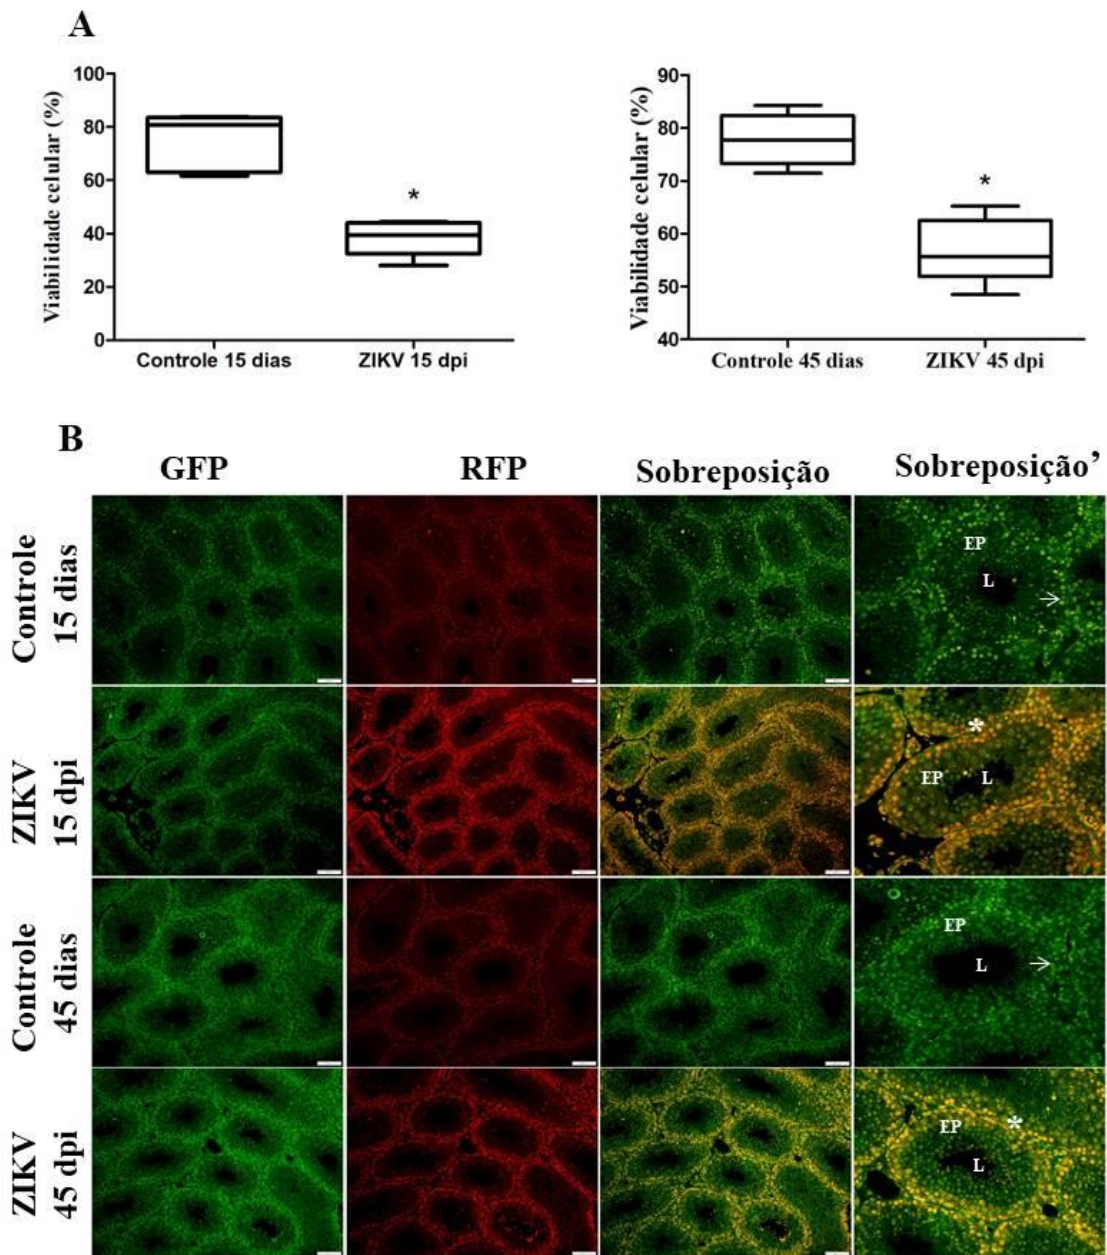 A
Viabilidade celular (%)
100
80
60
40
20
0
*
Controle 15 dias
ZIKV 15 dpi
Viabilidade celular (%)
90
80
70
60
50
40
*
Controle 45 dias
ZIKV 45 dpi
B
GFP
RFP
Sobreposição
Sobreposição’
Controle
15 dias
EP
L
ZIKV
15 dpi
*
EP
L
Controle
45 dias
EP
L
ZIKV
45 dpi
*
EP
L